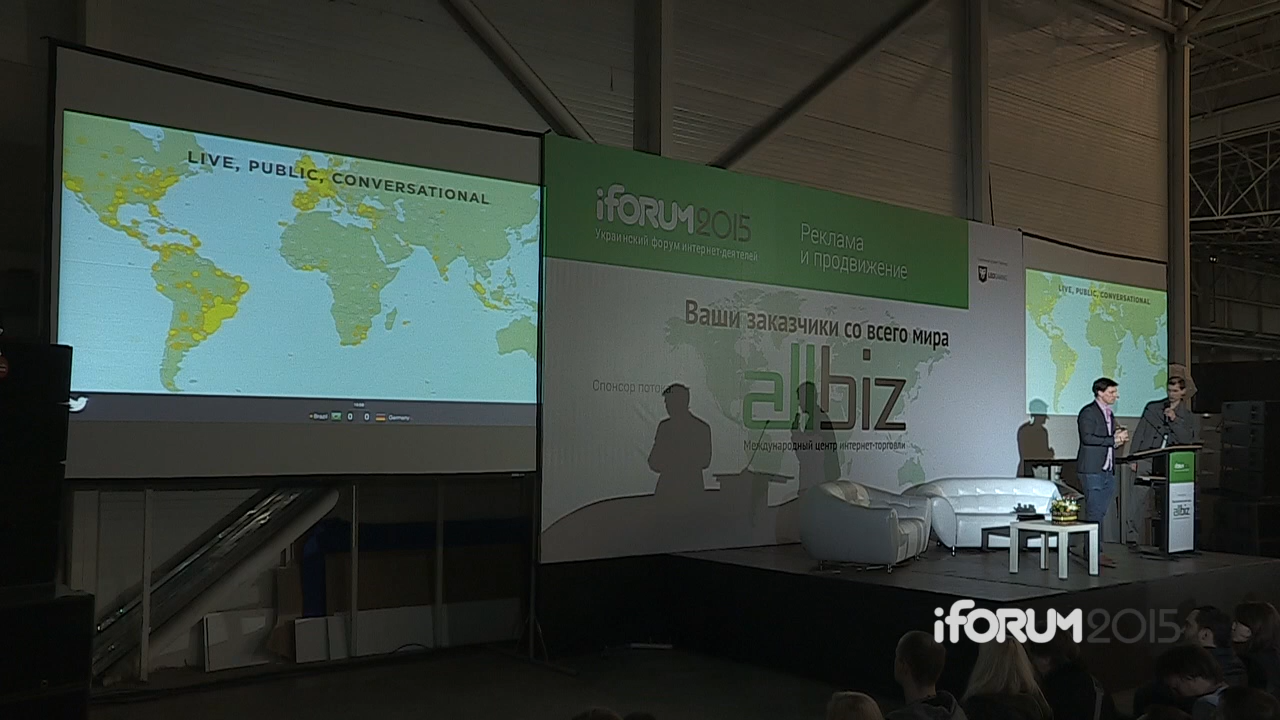 LIVE, PUBLIC, CONVERSATIONAL
Brazil 0 0 Germany
iFORUM2015
Украинский форум интернет-деятелей
Реклама
и продвижение
Ваши заказчики со всего мира
Спонсор потока
allbiz
Международный центр интернет-торговли
LIVE, PUBLIC, CONVERSATIONAL
allbiz
iFORUM2015